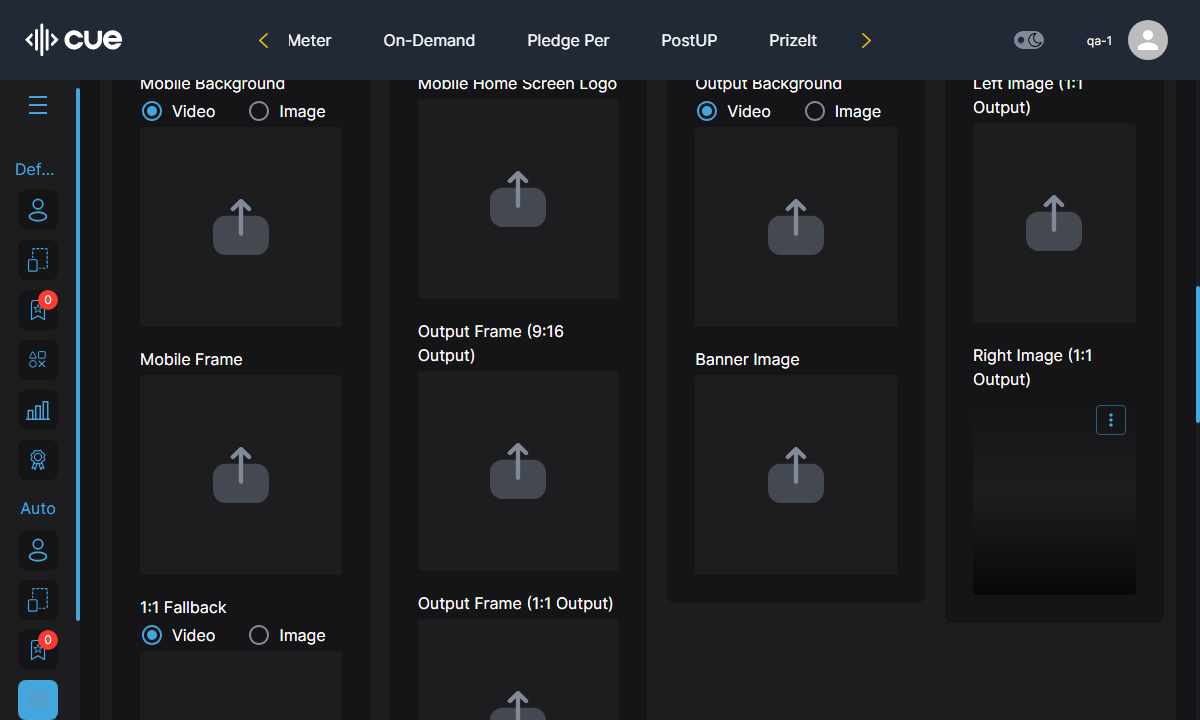 cue
Meter
On-Demand
Pledge Per
PostUP
PrizeIt
qa-1
Def...
0
Auto
0
Mobile Background
Video
Image
Mobile Frame
1:1 Fallback
Video
Image
Mobile Home Screen Logo
Output Frame (9:16
Output)
Output Frame (1:1 Output)
Output Background
Video
Image
Banner Image
Left Image (1:1
Output)
Right Image (1:1
Output)